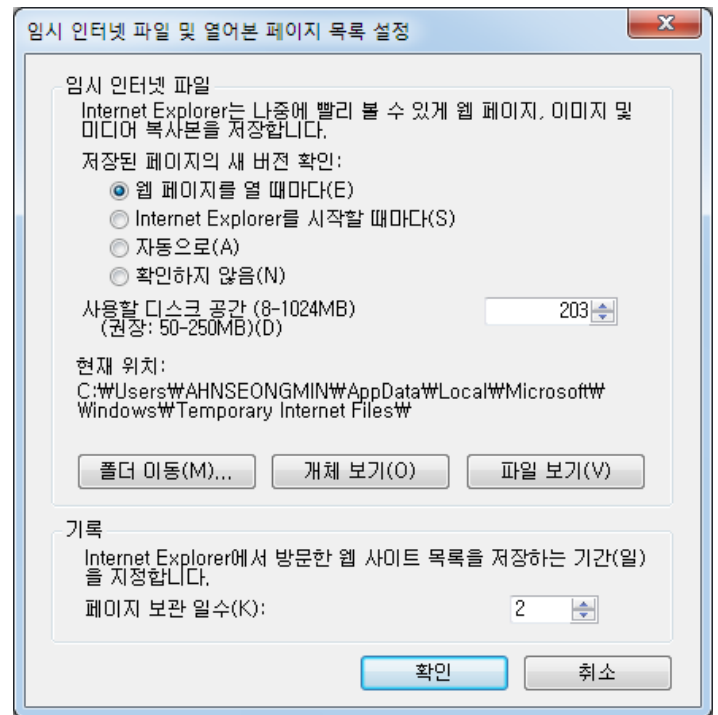 임시 인터넷 파일 및 열어본 페이지 목록 설정
임시 인터넷 파일
Internet Explorer는 나중에 빨리 볼 수 있게 웹 페이지, 이미지 및
미디어 복사본을 저장합니다.
저장된 페이지의 새 버전 확인:
웹 페이지를 열 때마다(E)
Internet Explorer를 시작할 때마다(S)
자동으로(A)
확인하지 않음(N)
사용할 디스크 공간 (8-1024MB)
203
(권장: 50-250MB)(D)
현재 위치:
C:₩Users₩AHNSEONGMIN₩AppData₩Local₩Microsoft₩
Windows₩Temporary Internet Files₩
폴더 이동(M)...
개체 보기(O)
파일 보기(V)
기록
Internet Explorer에서 방문한 웹 사이트 목록을 저장하는 기간(일)
을 지정합니다.
페이지 보관 일수(K):
2
확인
취소